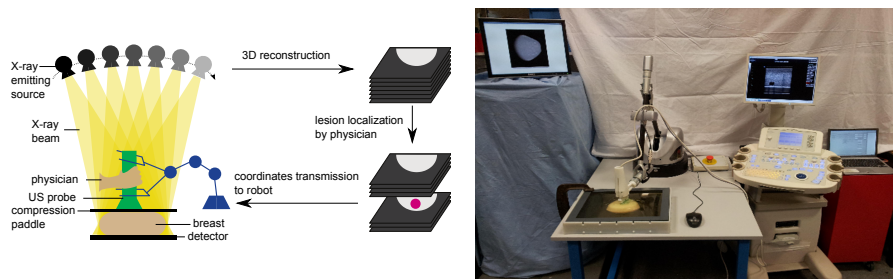 X-ray
emitting
source
3D reconstruction
X-ray
beam
lesion localization
by physician
physician
US probe
compression
paddle
coordinates transmission
to robot
breast
detector